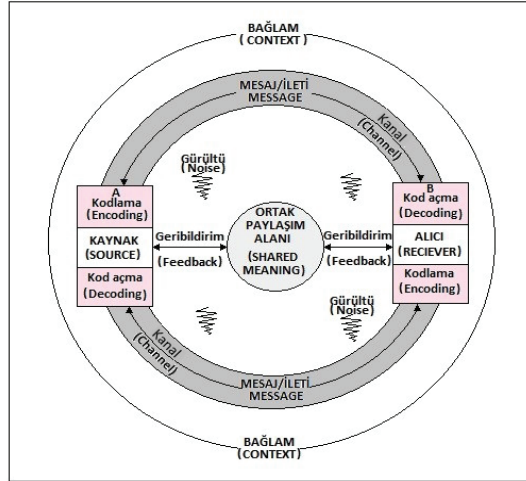 BAĞLAM
( CONTEXT)
MESAJ/İLETİ
MESSAGE
Kanal
(Channel)
Gürültü
(Noise)
A
Kodlama
(Encoding)
KAYNAK
(SOURCE)
Kod açma
(Decoding)
Geribildirim
(Feedback)
ORTAK
PAYLAŞIM
ALANI
(SHARED
MEANING)
Geribildirim
(Feedback)
B
Kod açma
(Decoding)
ALICI
(RECIEVER)
Kodlama
(Encoding)
Gürültü
(Noise)
Kanal
(Channel)
MESAJ/İLETİ
MESSAGE
BAĞLAM
(CONTEXT)